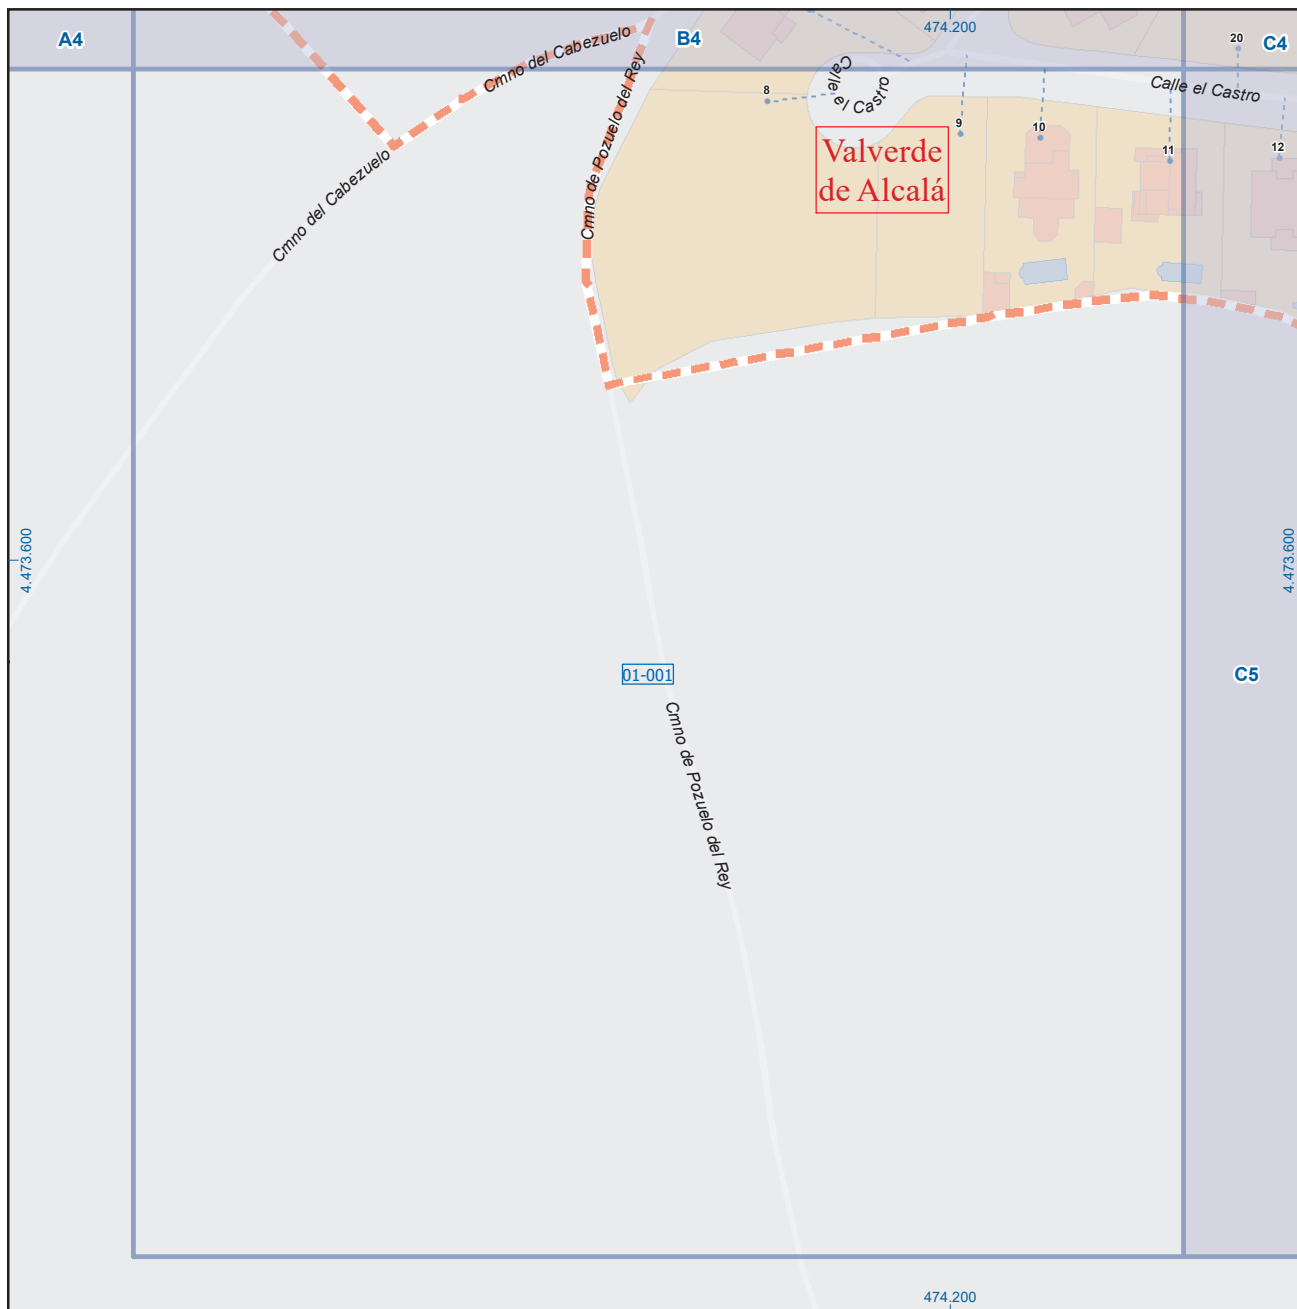 A4
B4
474.200
20
C4
Cmno del Cabezuelo
Cmno de Pozuelo del Rey
Calle el Castro
Calle el Castro
8
9
10
11
12
Valverde
de Alcalá
Cmno del Cabezuelo
4.473.600
4.473.600
01-001
C5
Cmno de Pozuelo del Rey
474.200